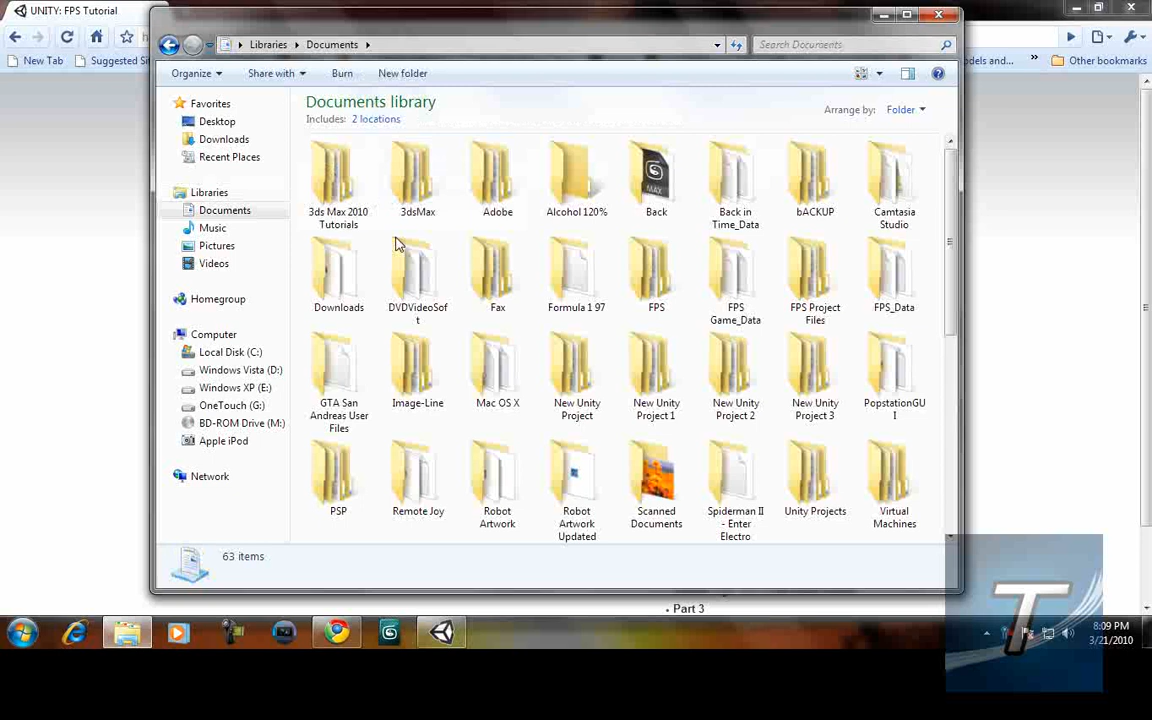 UNITY: FPS Tutorial
New Tab
Suggested Sit
odels and...
Other bookmarks
Libraries
Documents
Search Documents
Organize
Share with
Burn
New folder
Documents library
Includes: 2 locations
Arrange by: Folder
Favorites
Desktop
Downloads
Recent Places
Libraries
Documents
Music
Pictures
Videos
Homegroup
Computer
Local Disk (C:)
Windows Vista (D:)
Windows XP (E:)
OneTouch (G:)
BD-ROM Drive (M:)
Apple iPod
Network
3ds Max 2010
Tutorials
3dsMax
Adobe
Alcohol 120%
MAX
Back
Back in
Time_Data
bACKUP
Camtasia
Studio
Downloads
DVDVideoSof
t
Fax
Formula 1 97
FPS
FPS
Game_Data
FPS Project
Files
FPS_Data
GTA San
Andreas User
Files
Image-Line
Mac OS X
New Unity
Project
New Unity
Project 1
New Unity
Project 2
New Unity
Project 3
PopstationGU
I
PSP
Remote Joy
Robot
Artwork
Robot
Artwork
Updated
Scanned
Documents
Spiderman II
- Enter
Electro
Unity Projects
Virtual
Machines
63 items
Part 3
8:09 PM
3/21/2010
T